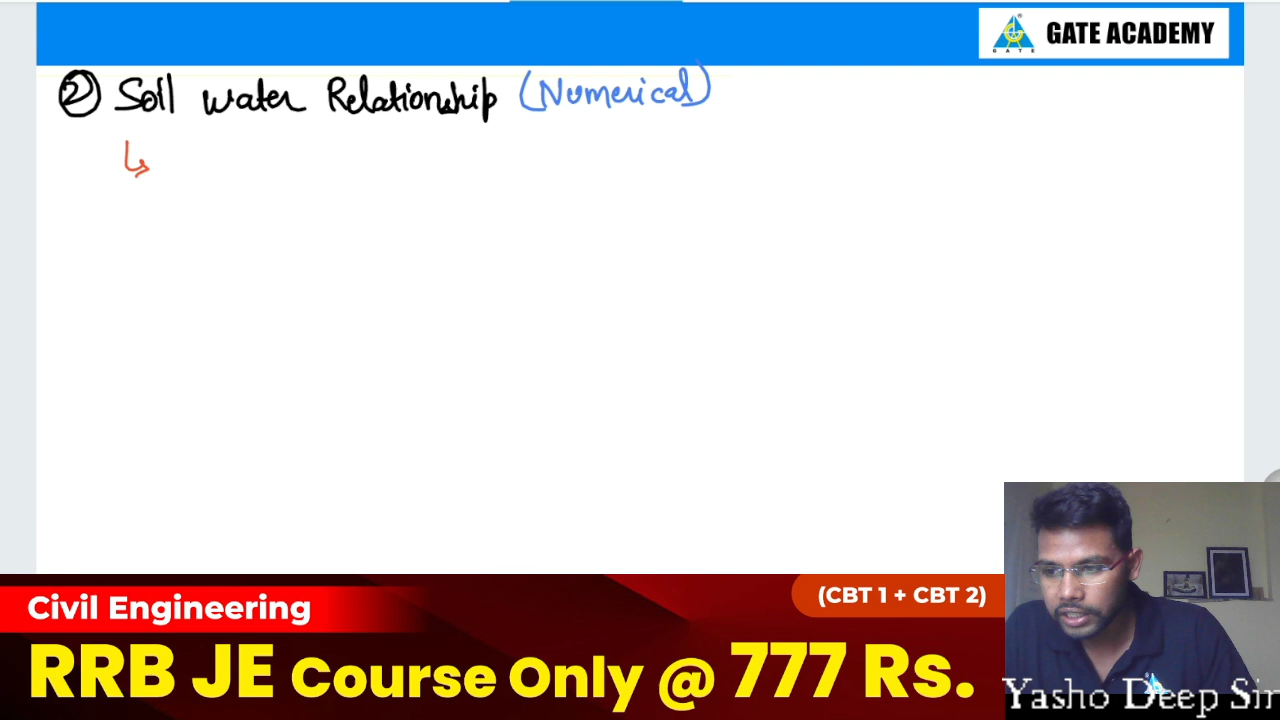 GATE ACADEMY
GATE
② Soil water Relationship (Numerical)
Civil Engineering
(CBT 1 + CBT 2)
RRB JE Course Only @ 777 Rs.
Yasho Deep Sir